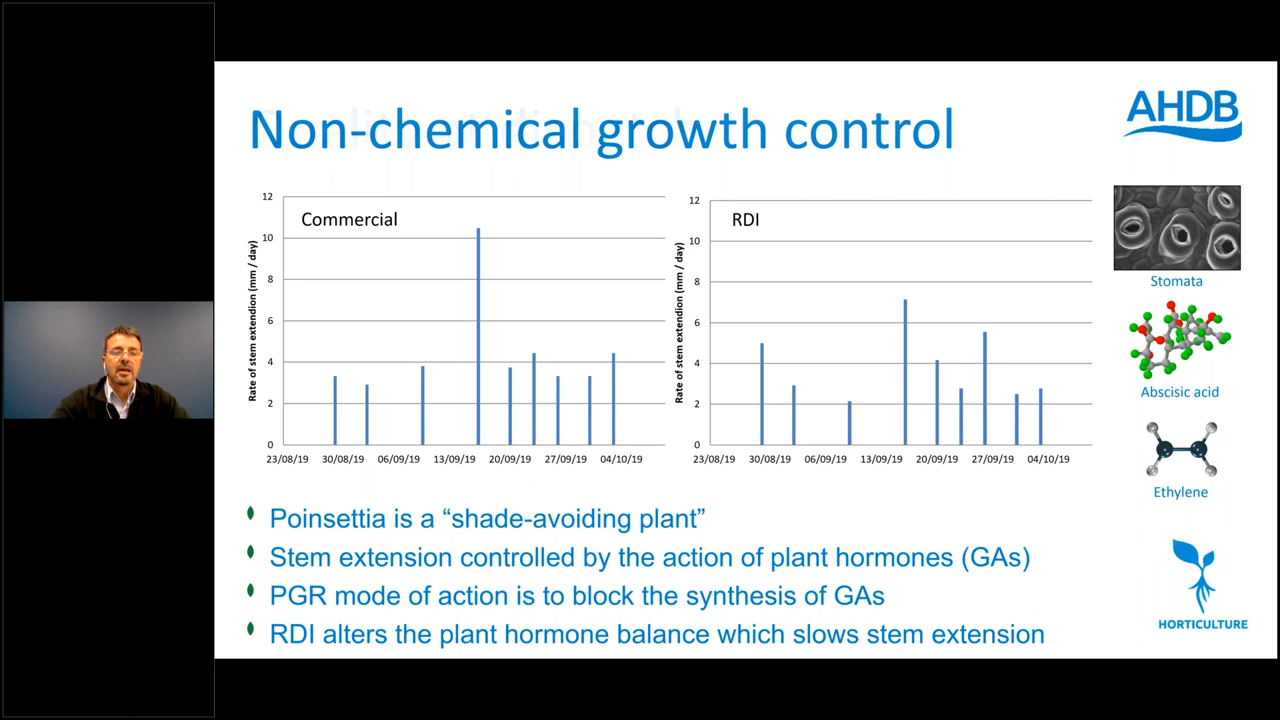 Non-chemical growth control
AHDB
Commercial
Rate of stem extendion (mm / day)
12
10
8
6
4
2
0
23/08/19 30/08/19 06/09/19 13/09/19 20/09/19 27/09/19 04/10/19
RDI
Rate of stem extendion (mm / day)
12
10
8
6
4
2
0
23/08/19 30/08/19 06/09/19 13/09/19 20/09/19 27/09/19 04/10/19
Stomata
Abscisic acid
Ethylene
Poinsettia is a “shade-avoiding plant”
Stem extension controlled by the action of plant hormones (GAs)
PGR mode of action is to block the synthesis of GAs
RDI alters the plant hormone balance which slows stem extension
HORTICULTURE